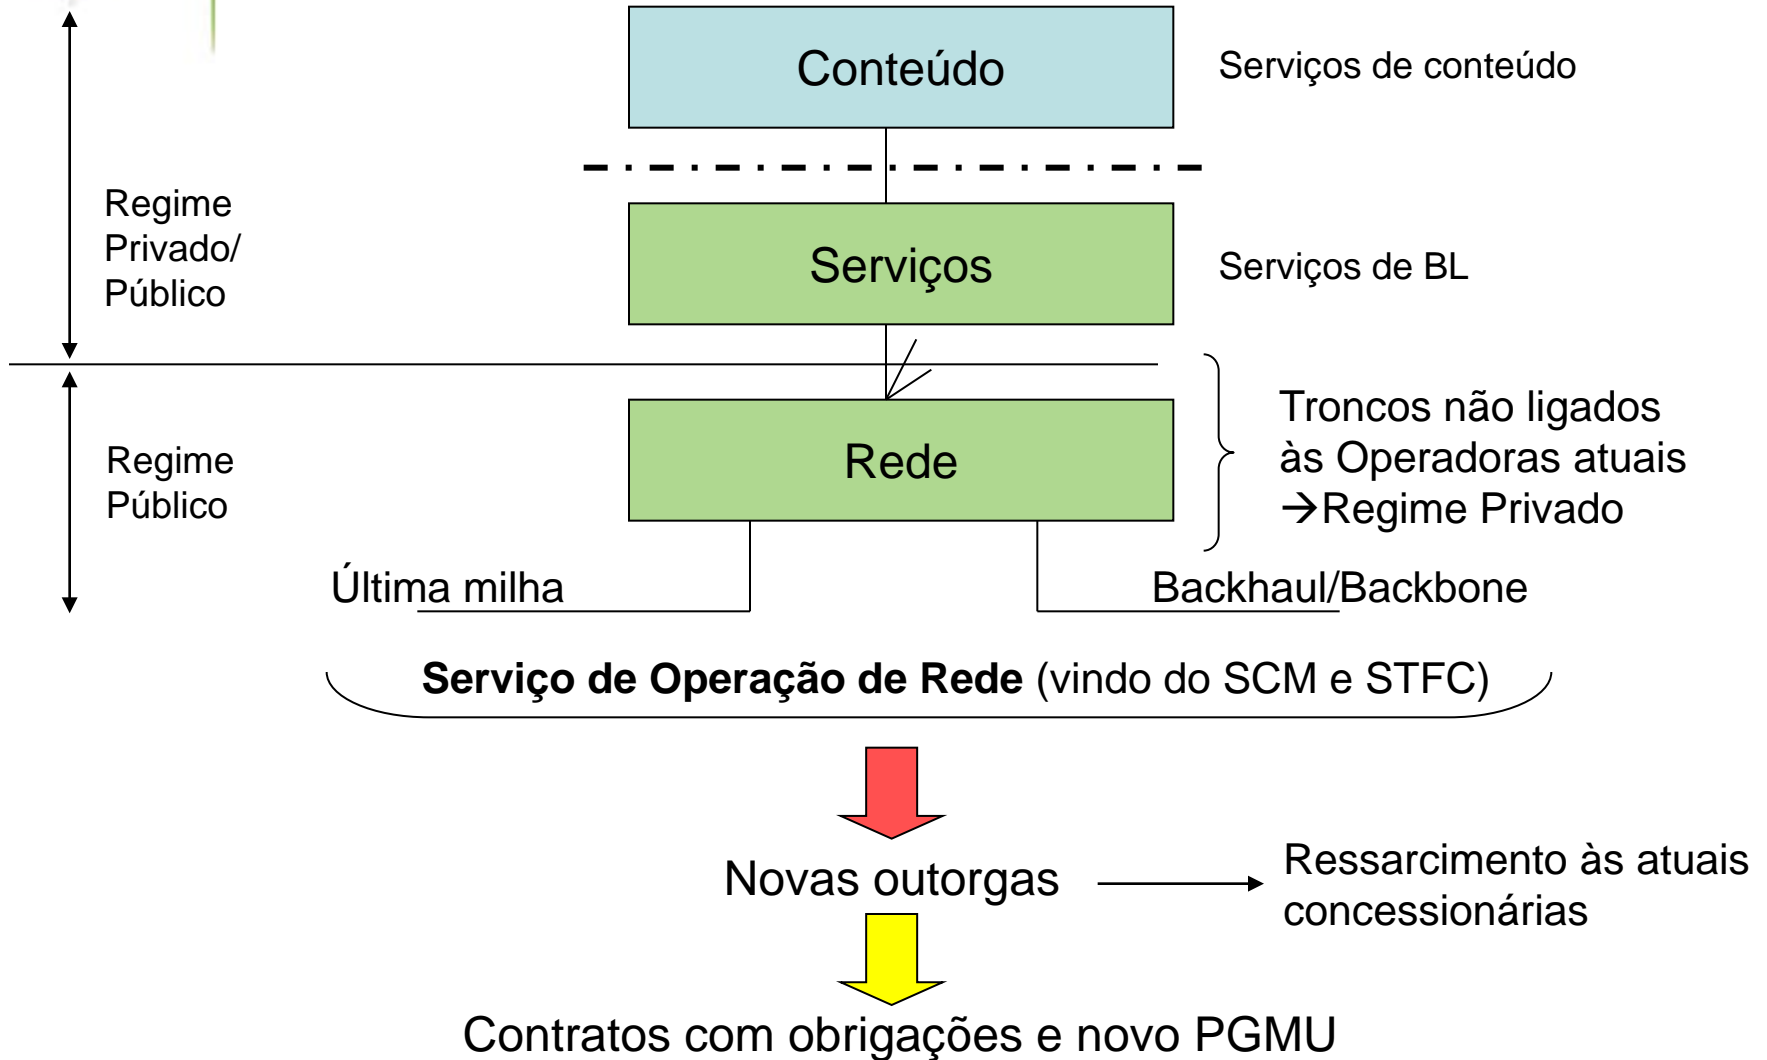 Conteúdo
Serviços de conteúdo
Regime
Privado/
Público
Serviços
Serviços de BL
Rede
Regime
Público
Troncos não ligados
às Operadoras atuais
→Regime Privado
Última milha
Backhaul/Backbone
Serviço de Operação de Rede (vindo do SCM e STFC)
Novas outorgas
Ressarcimento às atuais
concessionárias
Contratos com obrigações e novo PGMU